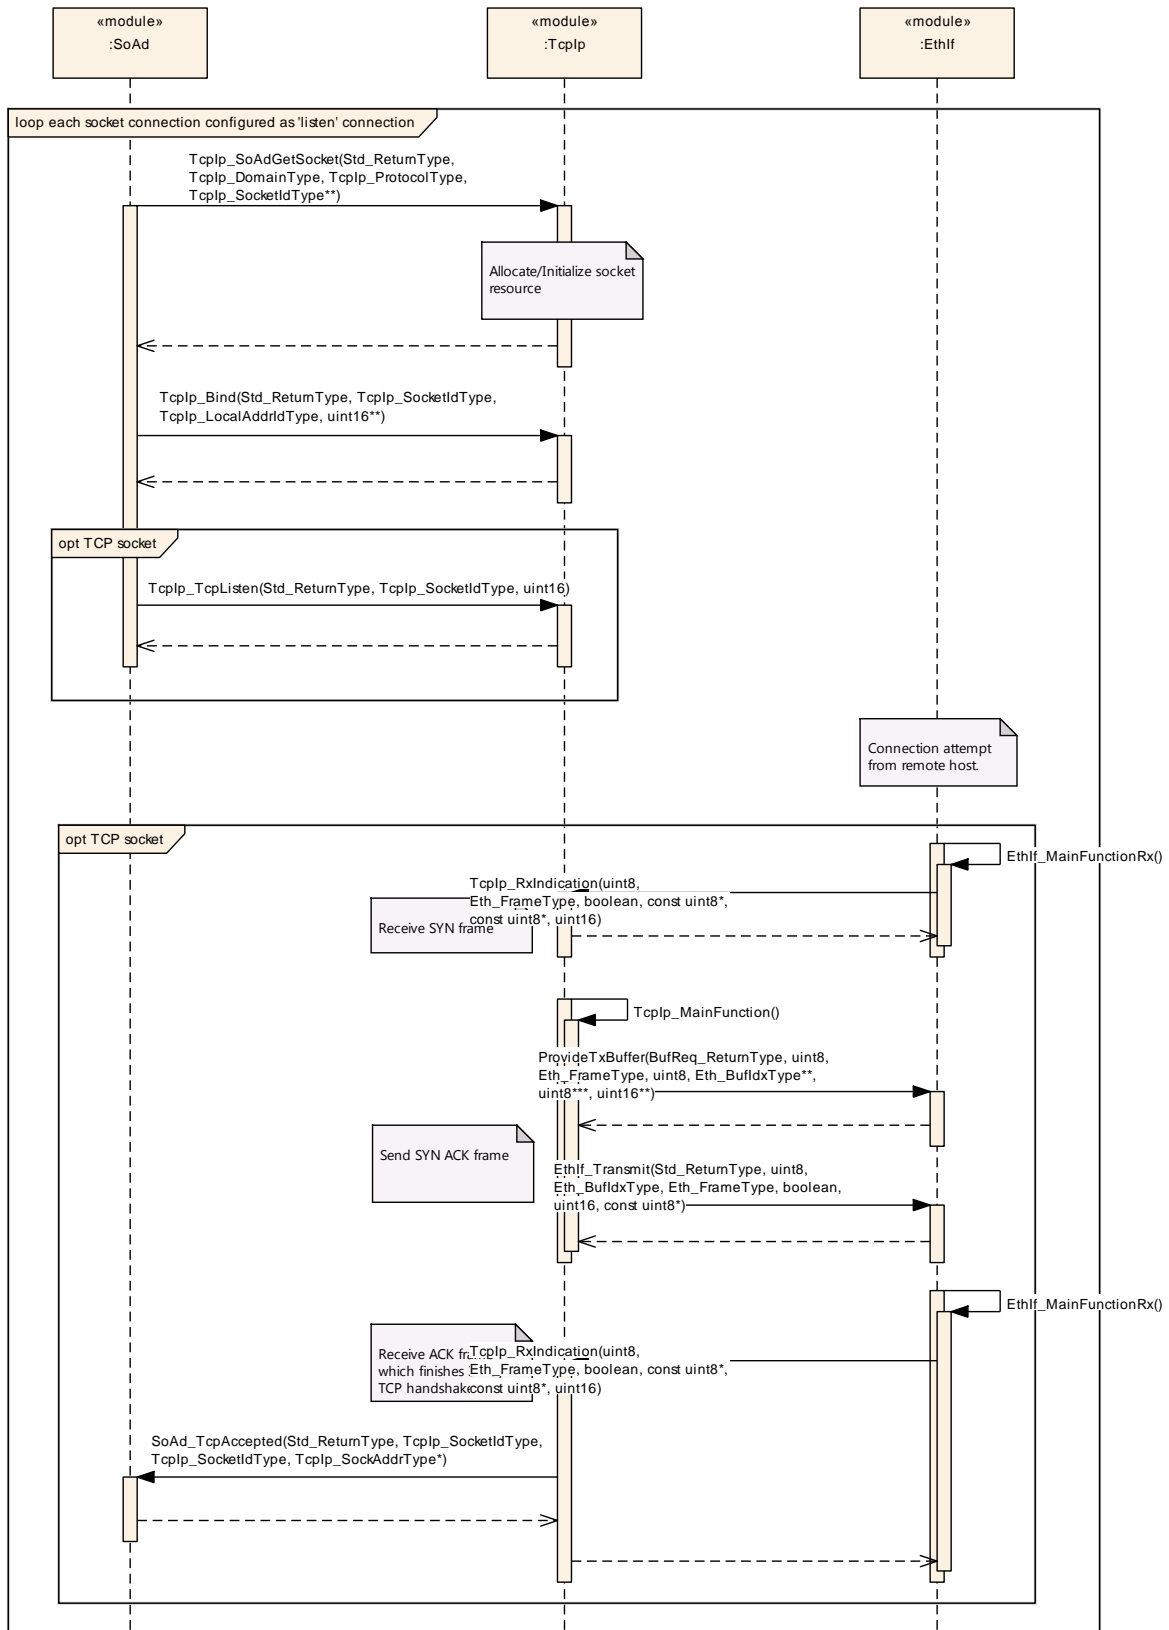 «module»
:SoAd
«module»
:TcpIp
«module»
:EthIf
loop each socket connection configured as 'listen' connection
TcpIp_SoAdGetSocket(Std_ReturnType,
TcpIp_DomainType, TcpIp_ProtocolType,
TcpIp_SocketIdType**)
Allocate/Initialize socket
resource
TcpIp_Bind(Std_ReturnType, TcpIp_SocketIdType,
TcpIp_LocalAddrIdType, uint16**)
opt TCP socket
TcpIp_TcpListen(Std_ReturnType, TcpIp_SocketIdType, uint16)
Connection attempt
from remote host.
opt TCP socket
EthIf_MainFunctionRx()
TcpIp_RxIndication(uint8,
Eth_FrameType, boolean, const uint8*,
const uint8*, uint16)
Receive SYN frame
TcpIp_MainFunction()
ProvideTxBuffer(BufReq_ReturnType, uint8,
Eth_FrameType, uint8, Eth_BufIdxType**,
uint8***, uint16**)
Send SYN ACK frame
EthIf_Transmit(Std_ReturnType, uint8,
Eth_BufIdxType, Eth_FrameType, boolean,
uint16, const uint8*)
EthIf_MainFunctionRx()
Receive ACK
which finishes
TCP handshake
TcpIp_RxIndication(uint8,
Eth_FrameType, boolean, const uint8*,
const uint8*, uint16)
SoAd_TcpAccepted(Std_ReturnType, TcpIp_SocketIdType,
TcpIp_SocketIdType, TcpIp_SockAddrType*)